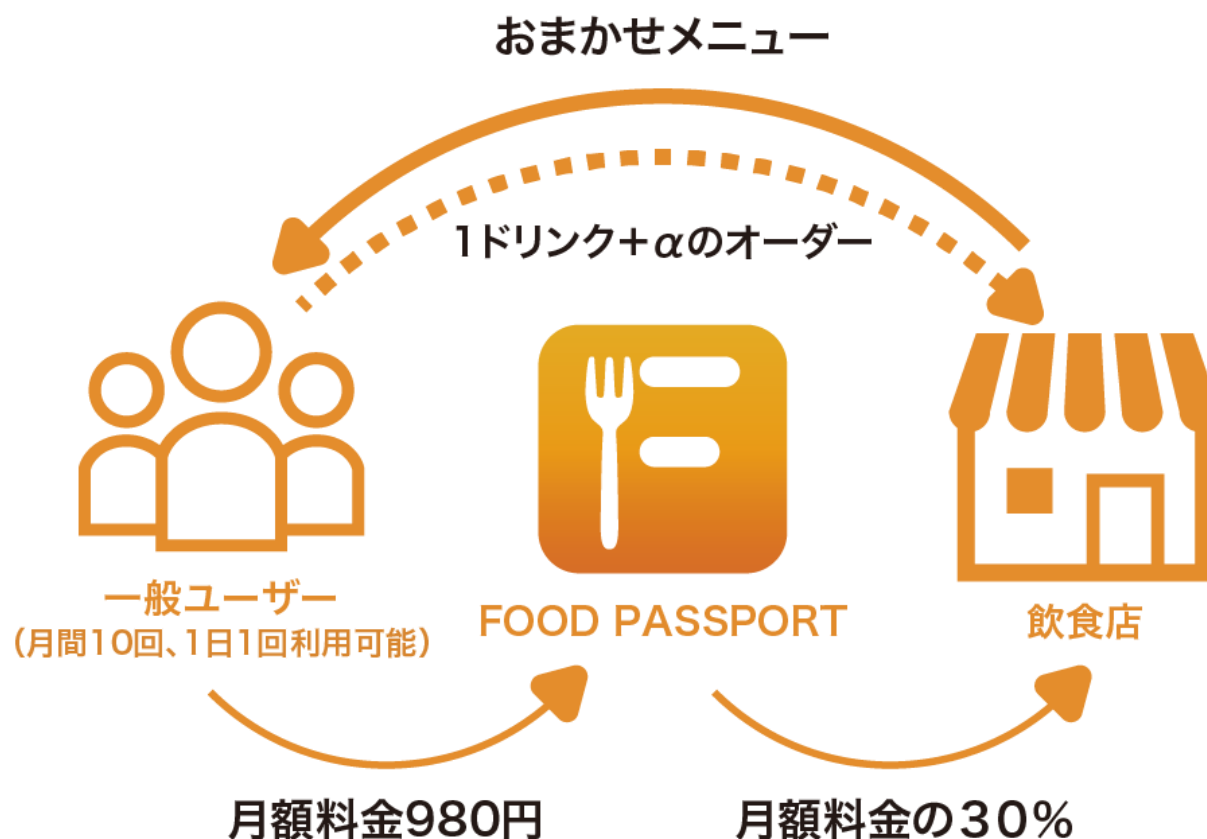 おまかせメニュー
1ドリンク+αのオーダー
一般ユーザー
(月間10回、1日1回利用可能)
FOOD PASSPORT
飲食店
月額料金980円
月額料金の30%